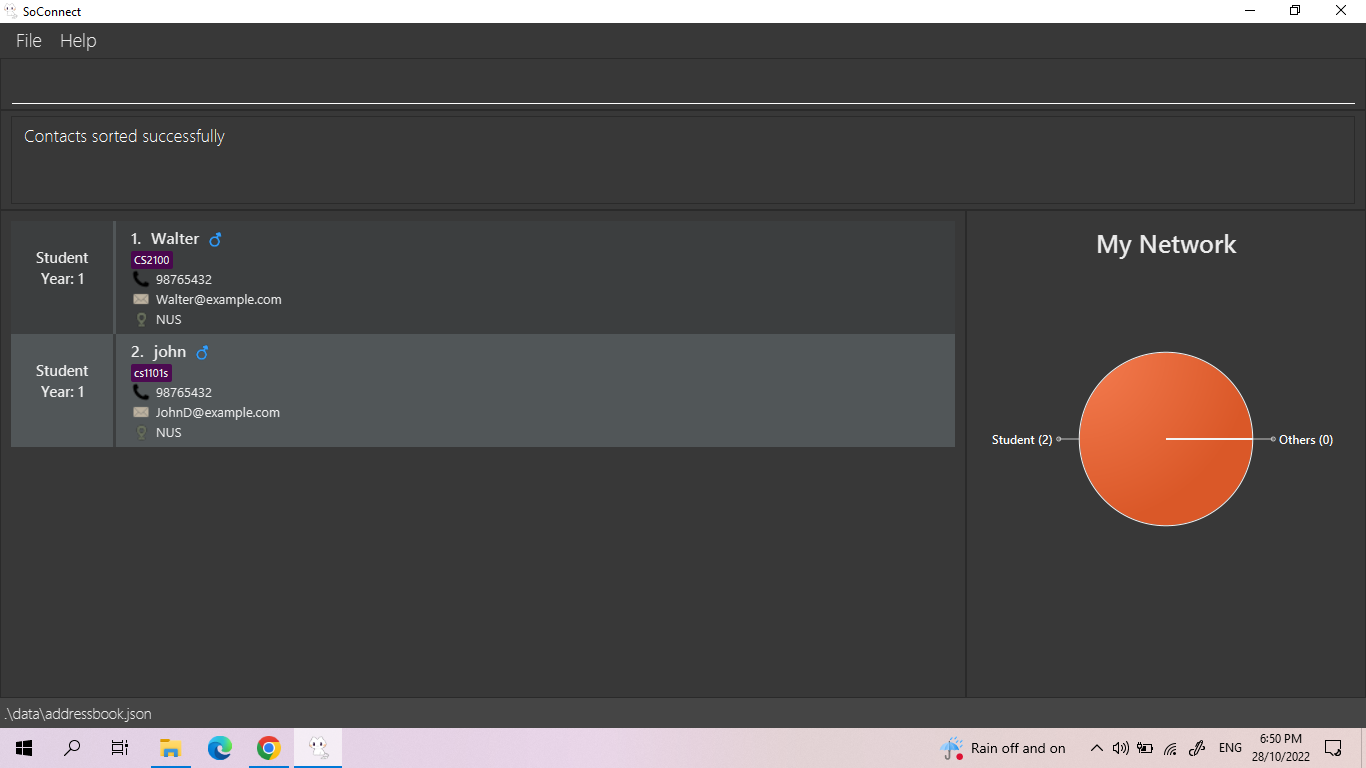 SoConnect
File Help
Contacts sorted successfully
Student
Year: 1
1. Walter
CS2100
98765432
Walter@example.com
NUS
Student
Year: 1
2. john
cs1101s
98765432
JohnD@example.com
NUS
My Network
Student (2)
Others (0)
.\data\addressbook.json
Rain off and on
ENG
6:50 PM
28/10/2022